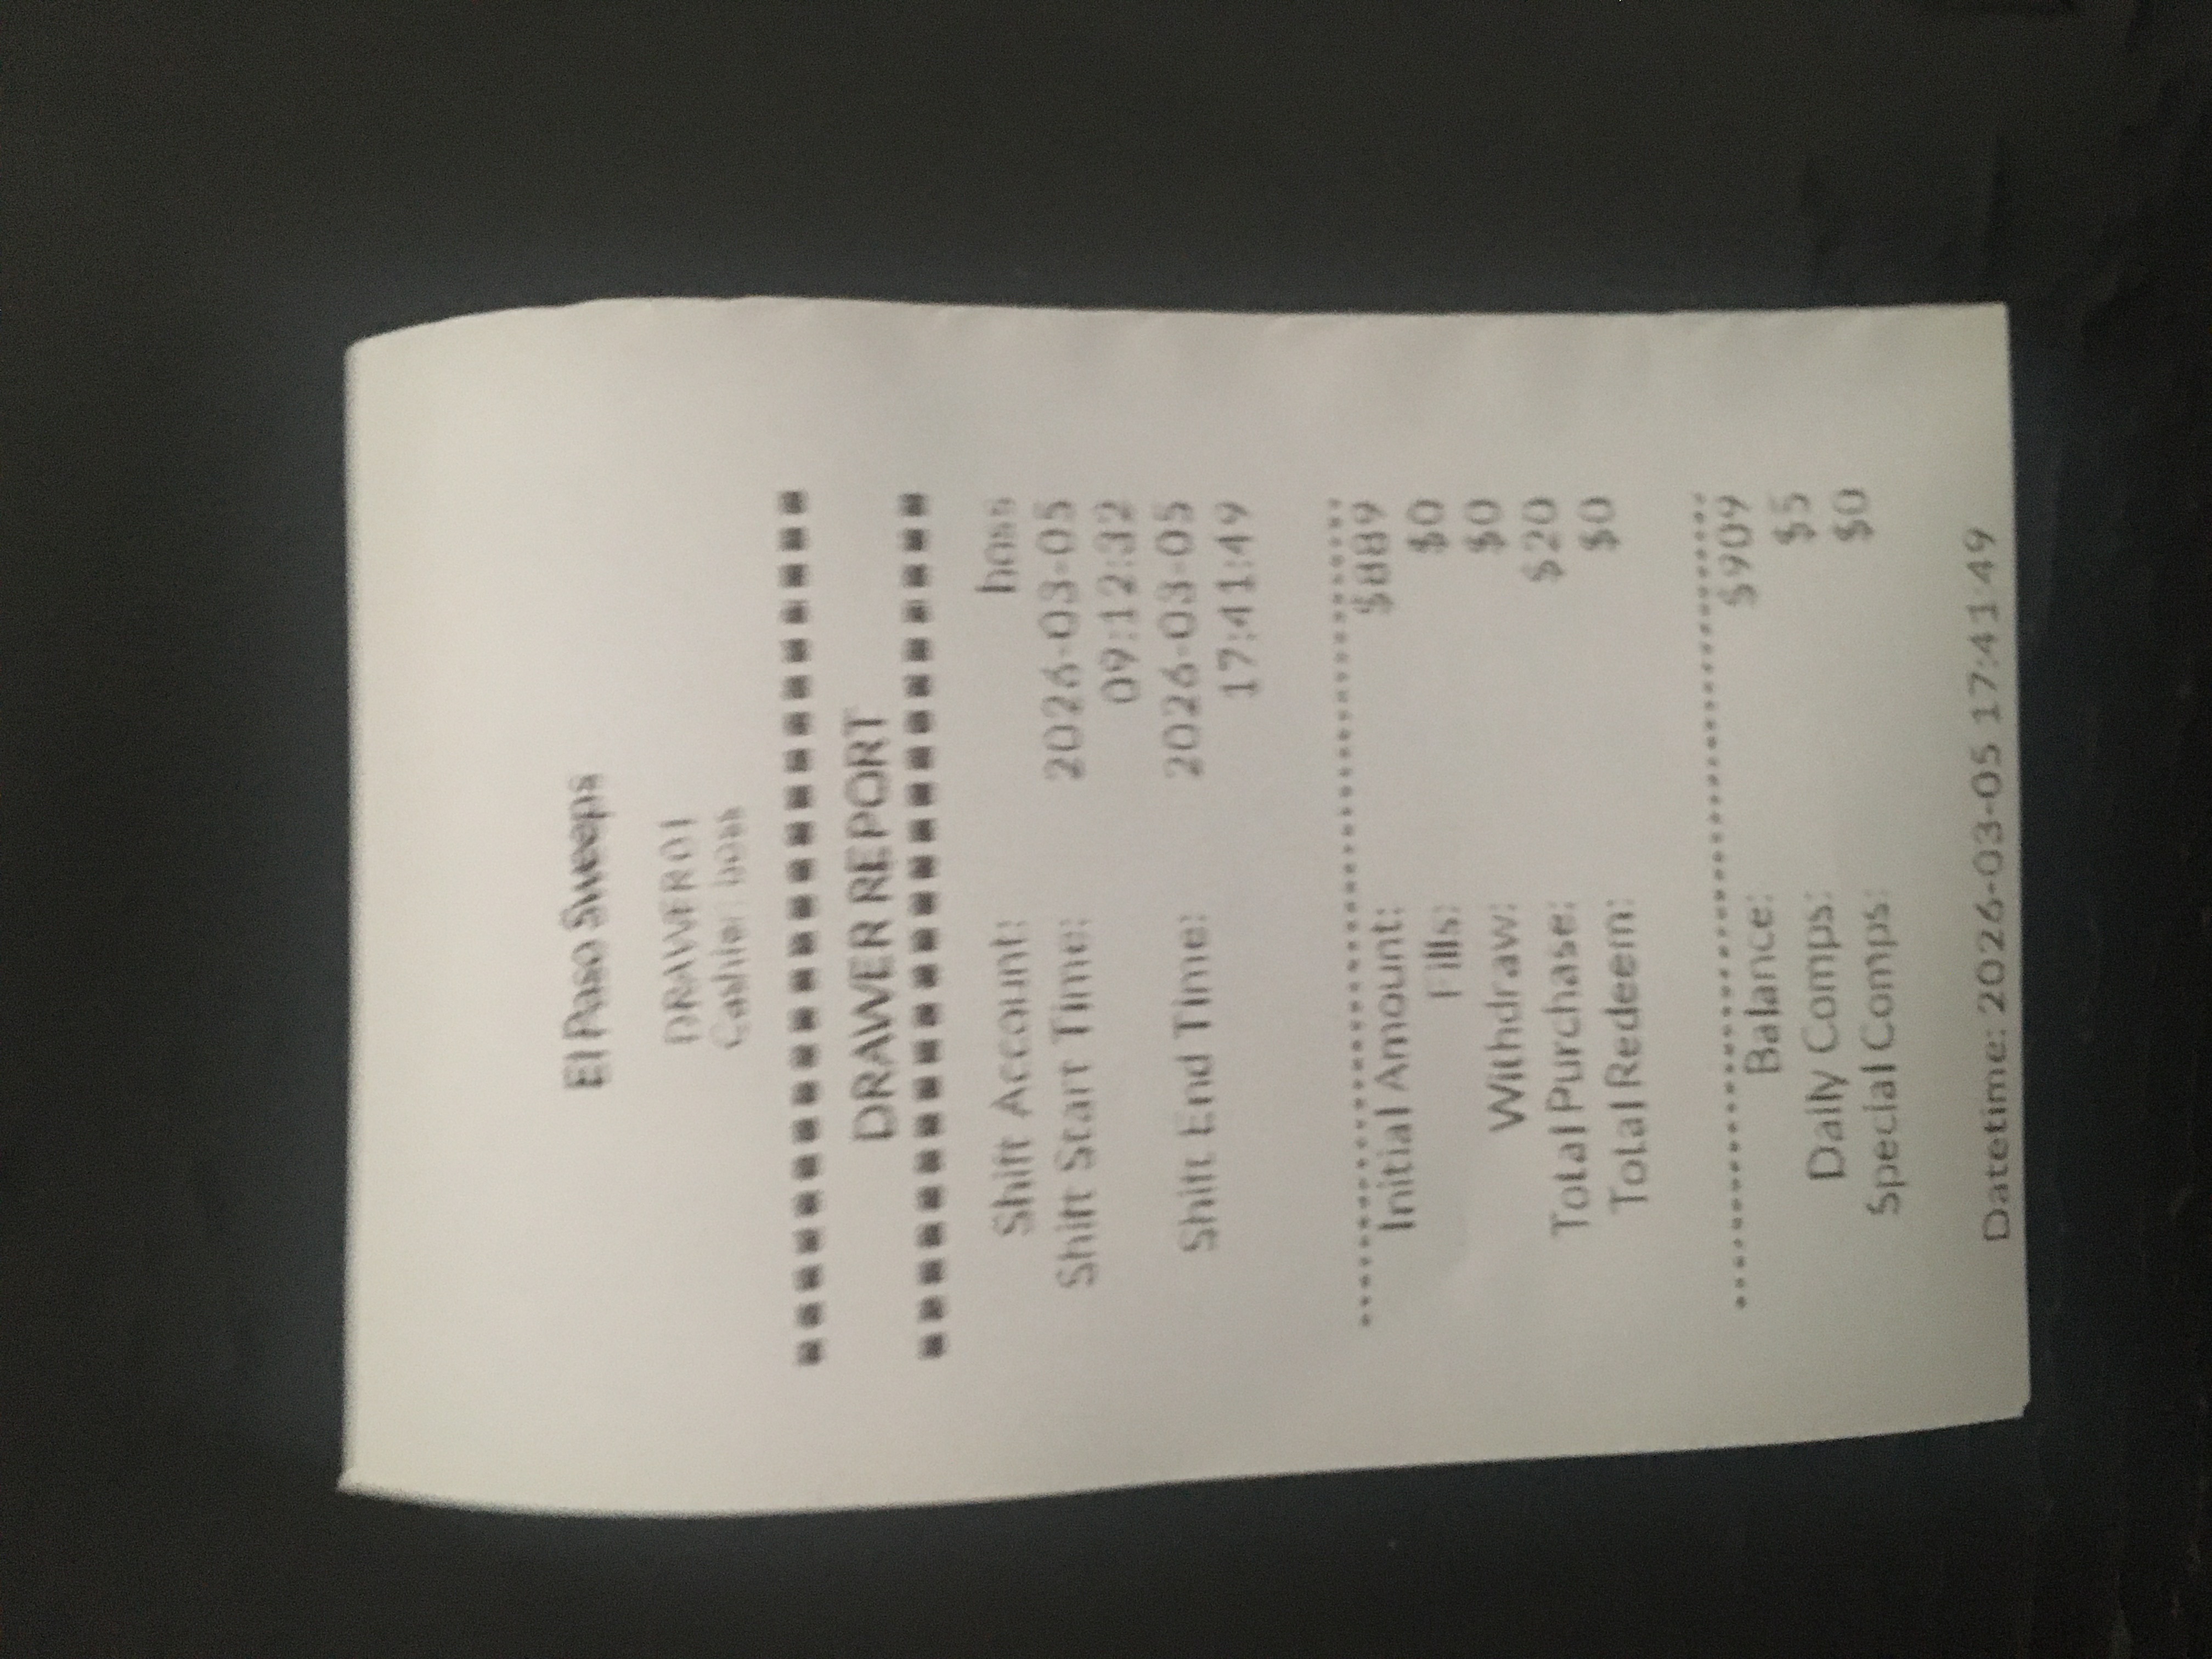 El Paso Sweeps
DRAWER01
Cashier: boss
DRAWER REPORT
Shift Account: boss
Shift Start Time: 2026-03-05
09:12:32
Shift End Time: 2026-03-05
17:41:49
Initial Amount: $889
Fills: $0
Withdraw: $0
Total Purchase: $20
Total Redeem: $0
Balance: $909
Daily Comps: $5
Special Comps: $0
Datetime: 2026-03-05 17:41:49